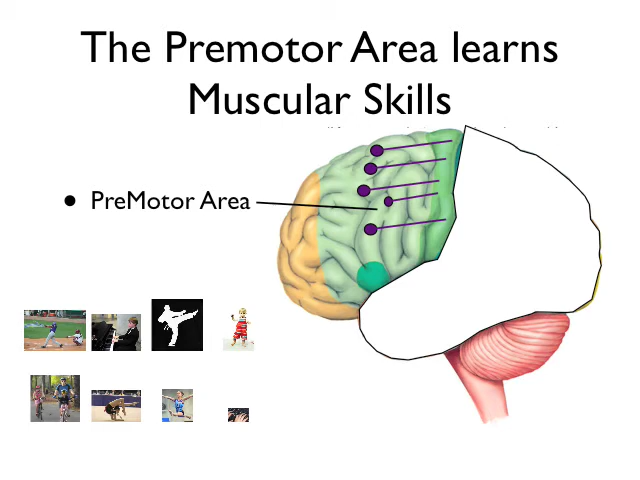 The Premotor Area learns
Muscular Skills
• PreMotor Area